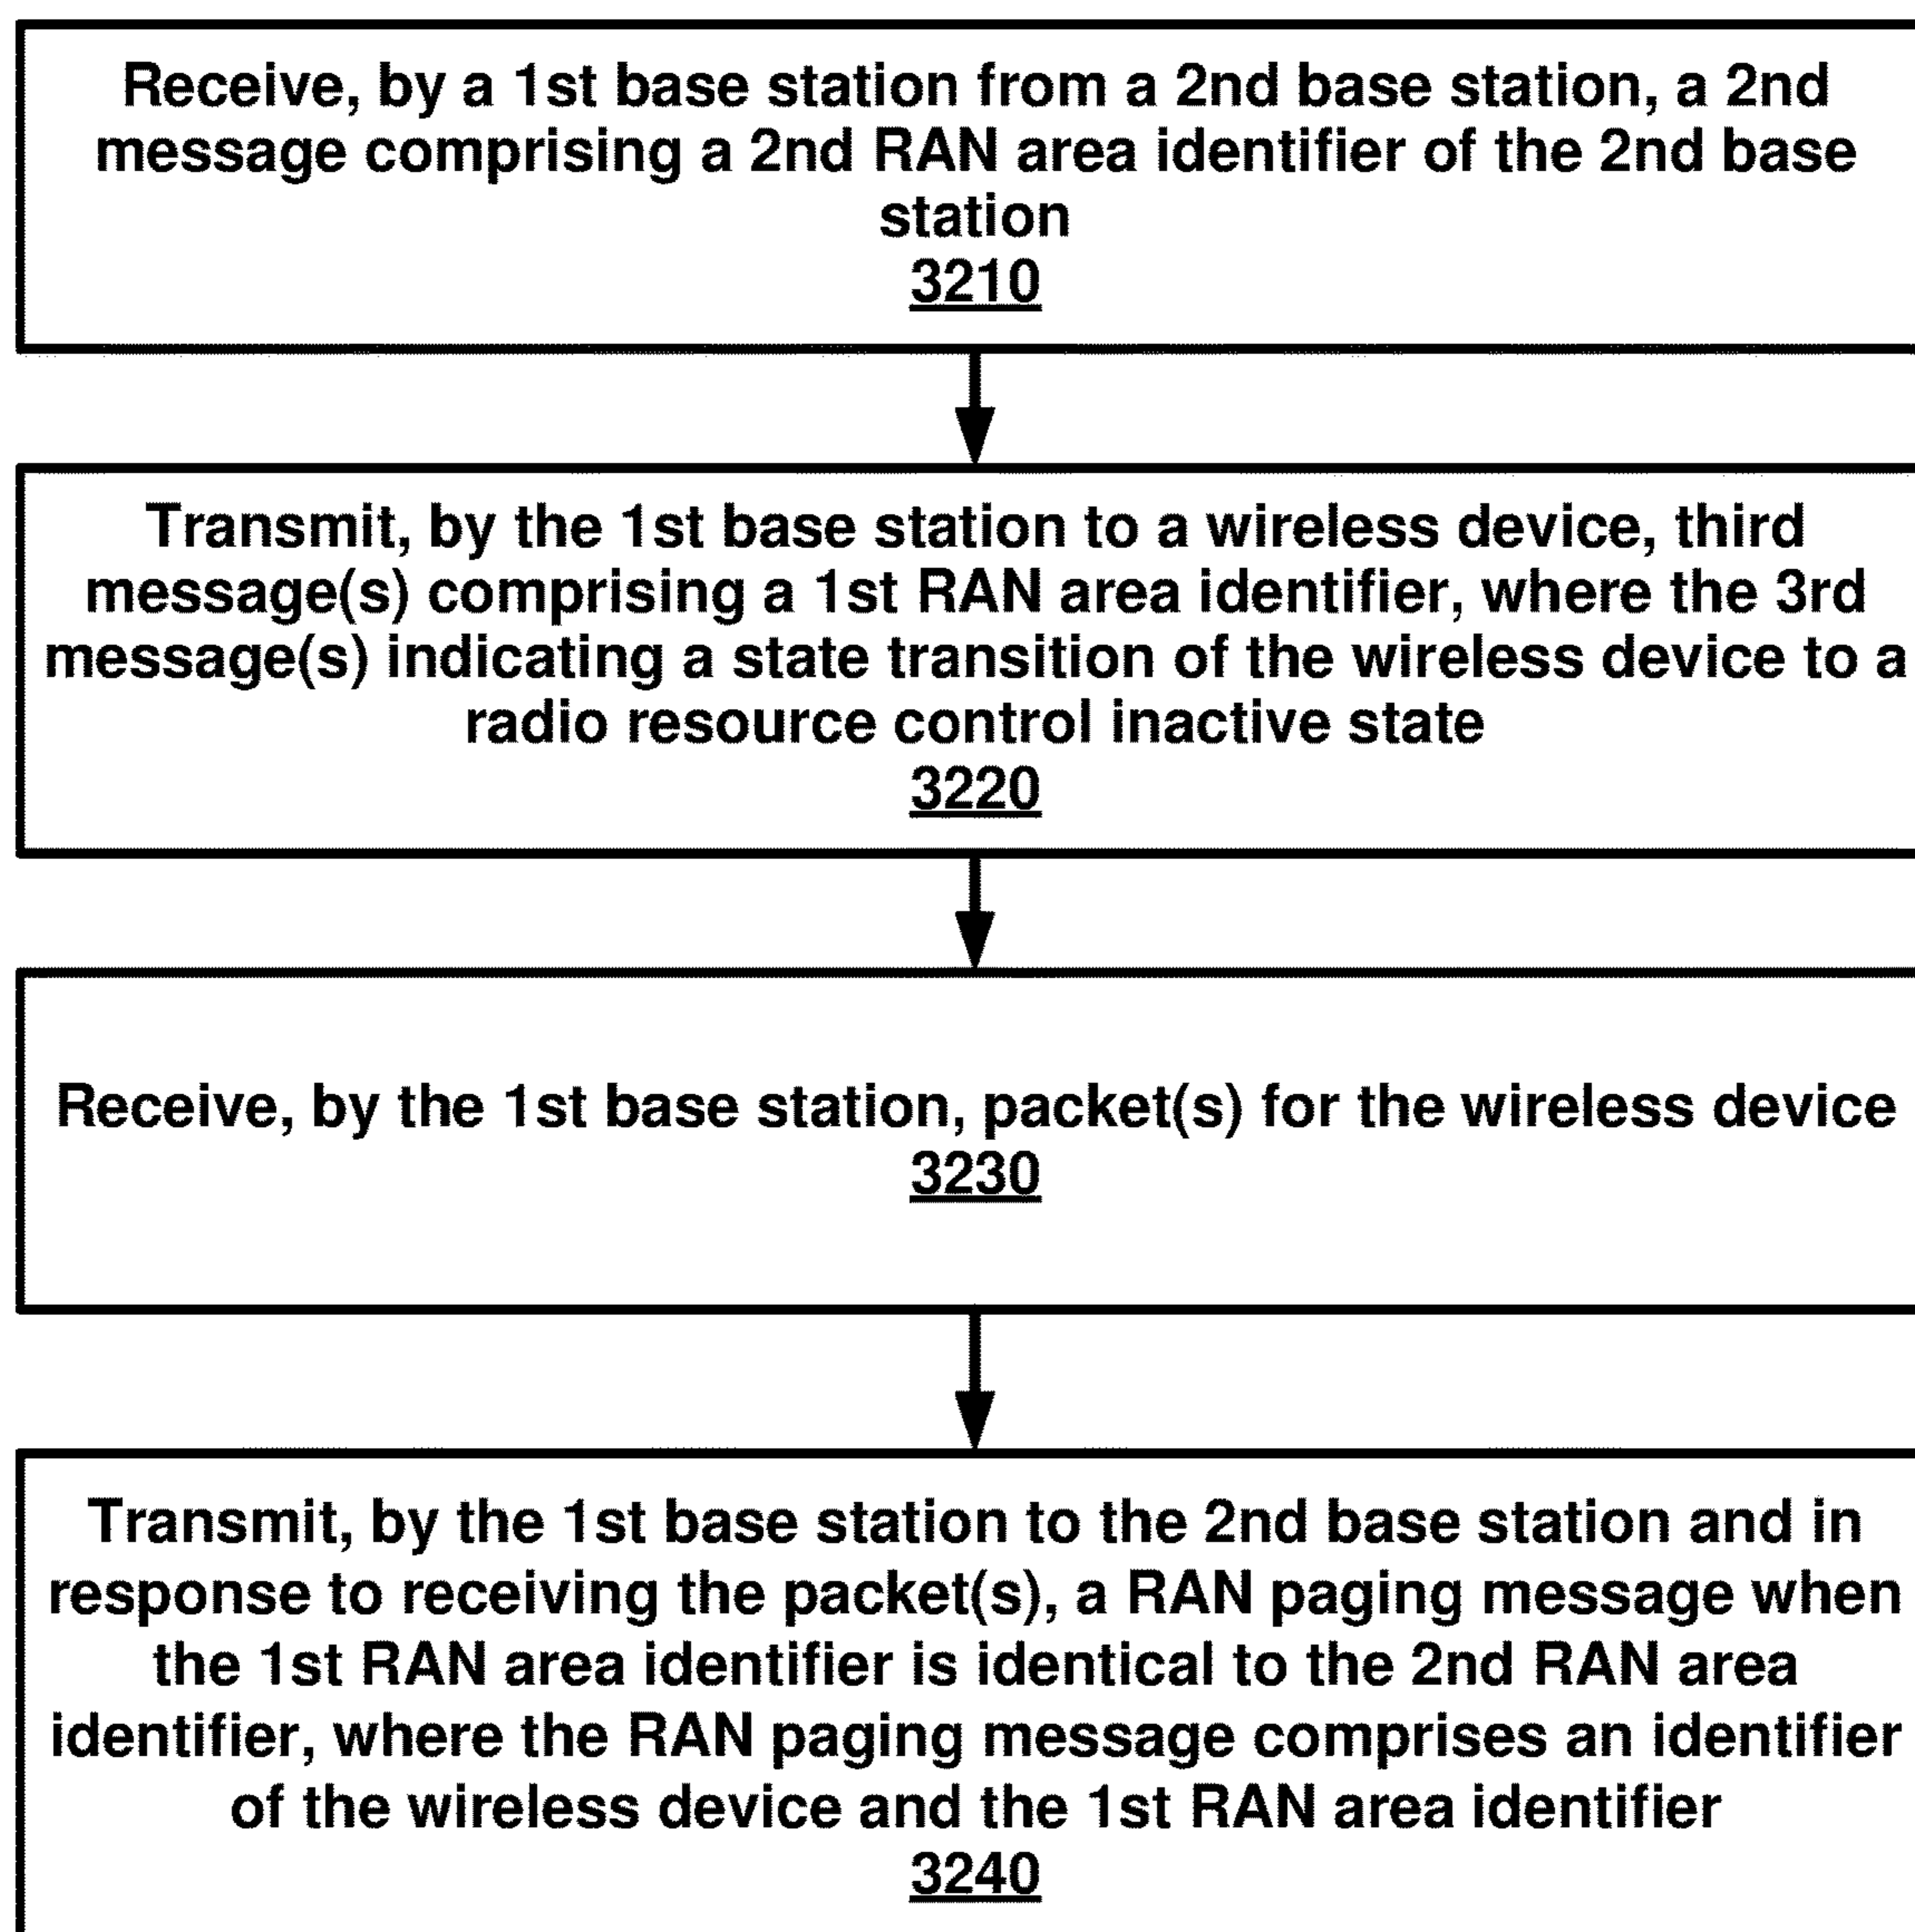 Receive, by a 1st base station from a 2nd base station, a 2nd
message comprising a 2nd RAN area identifier of the 2nd base
station
3210
Transmit, by the 1st base station to a wireless device, third
message(s) comprising a 1st RAN area identifier, where the 3rd
message(s) indicating a state transition of the wireless device to a
radio resource control inactive state
3220
Receive, by the 1st base station, packet(s) for the wireless device
3230
Transmit, by the 1st base station to the 2nd base station and in
response to receiving the packet(s), a RAN paging message when
the 1st RAN area identifier is identical to the 2nd RAN area
identifier, where the RAN paging message comprises an identifier
of the wireless device and the 1st RAN area identifier
3240